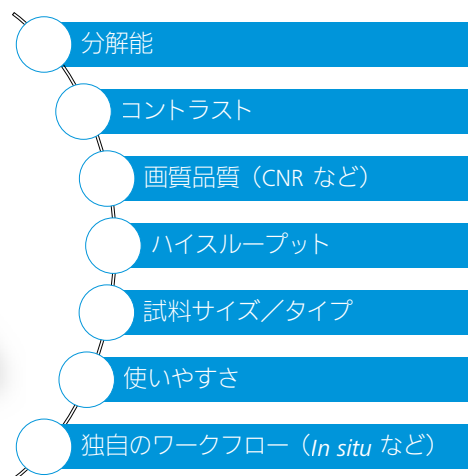 分解能
コントラスト
画質品質（CNR など）
ハイスループット
試料サイズ／タイプ
使いやすさ
独自のワークフロー（In situ など）